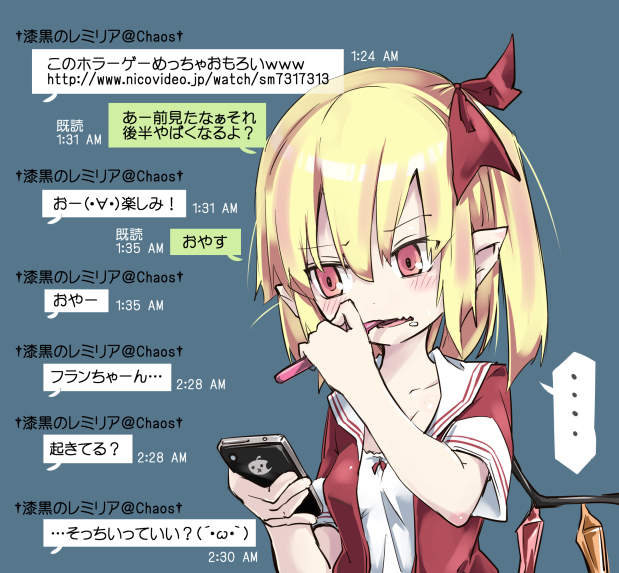 †漆黒のレミリア@Chaos†
このホラーゲーめっちゃおもろいｗｗｗ
http://www.nicovideo.jp/watch/sm7317313
1:24 AM
あー前見たなぁそれ
後半やばくなるよ？
既読
1:31 AM
†漆黒のレミリア@Chaos†
おー(・∀・)楽しみ！
1:31 AM
既読
1:35 AM
おやす
†漆黒のレミリア@Chaos†
おやー
1:35 AM
†漆黒のレミリア@Chaos†
フランちゃーん…
2:28 AM
†漆黒のレミリア@Chaos†
起きてる？
2:28 AM
†漆黒のレミリア@Chaos†
…そっちいっていい？(´・ω・｀)
2:30 AM
・・・・